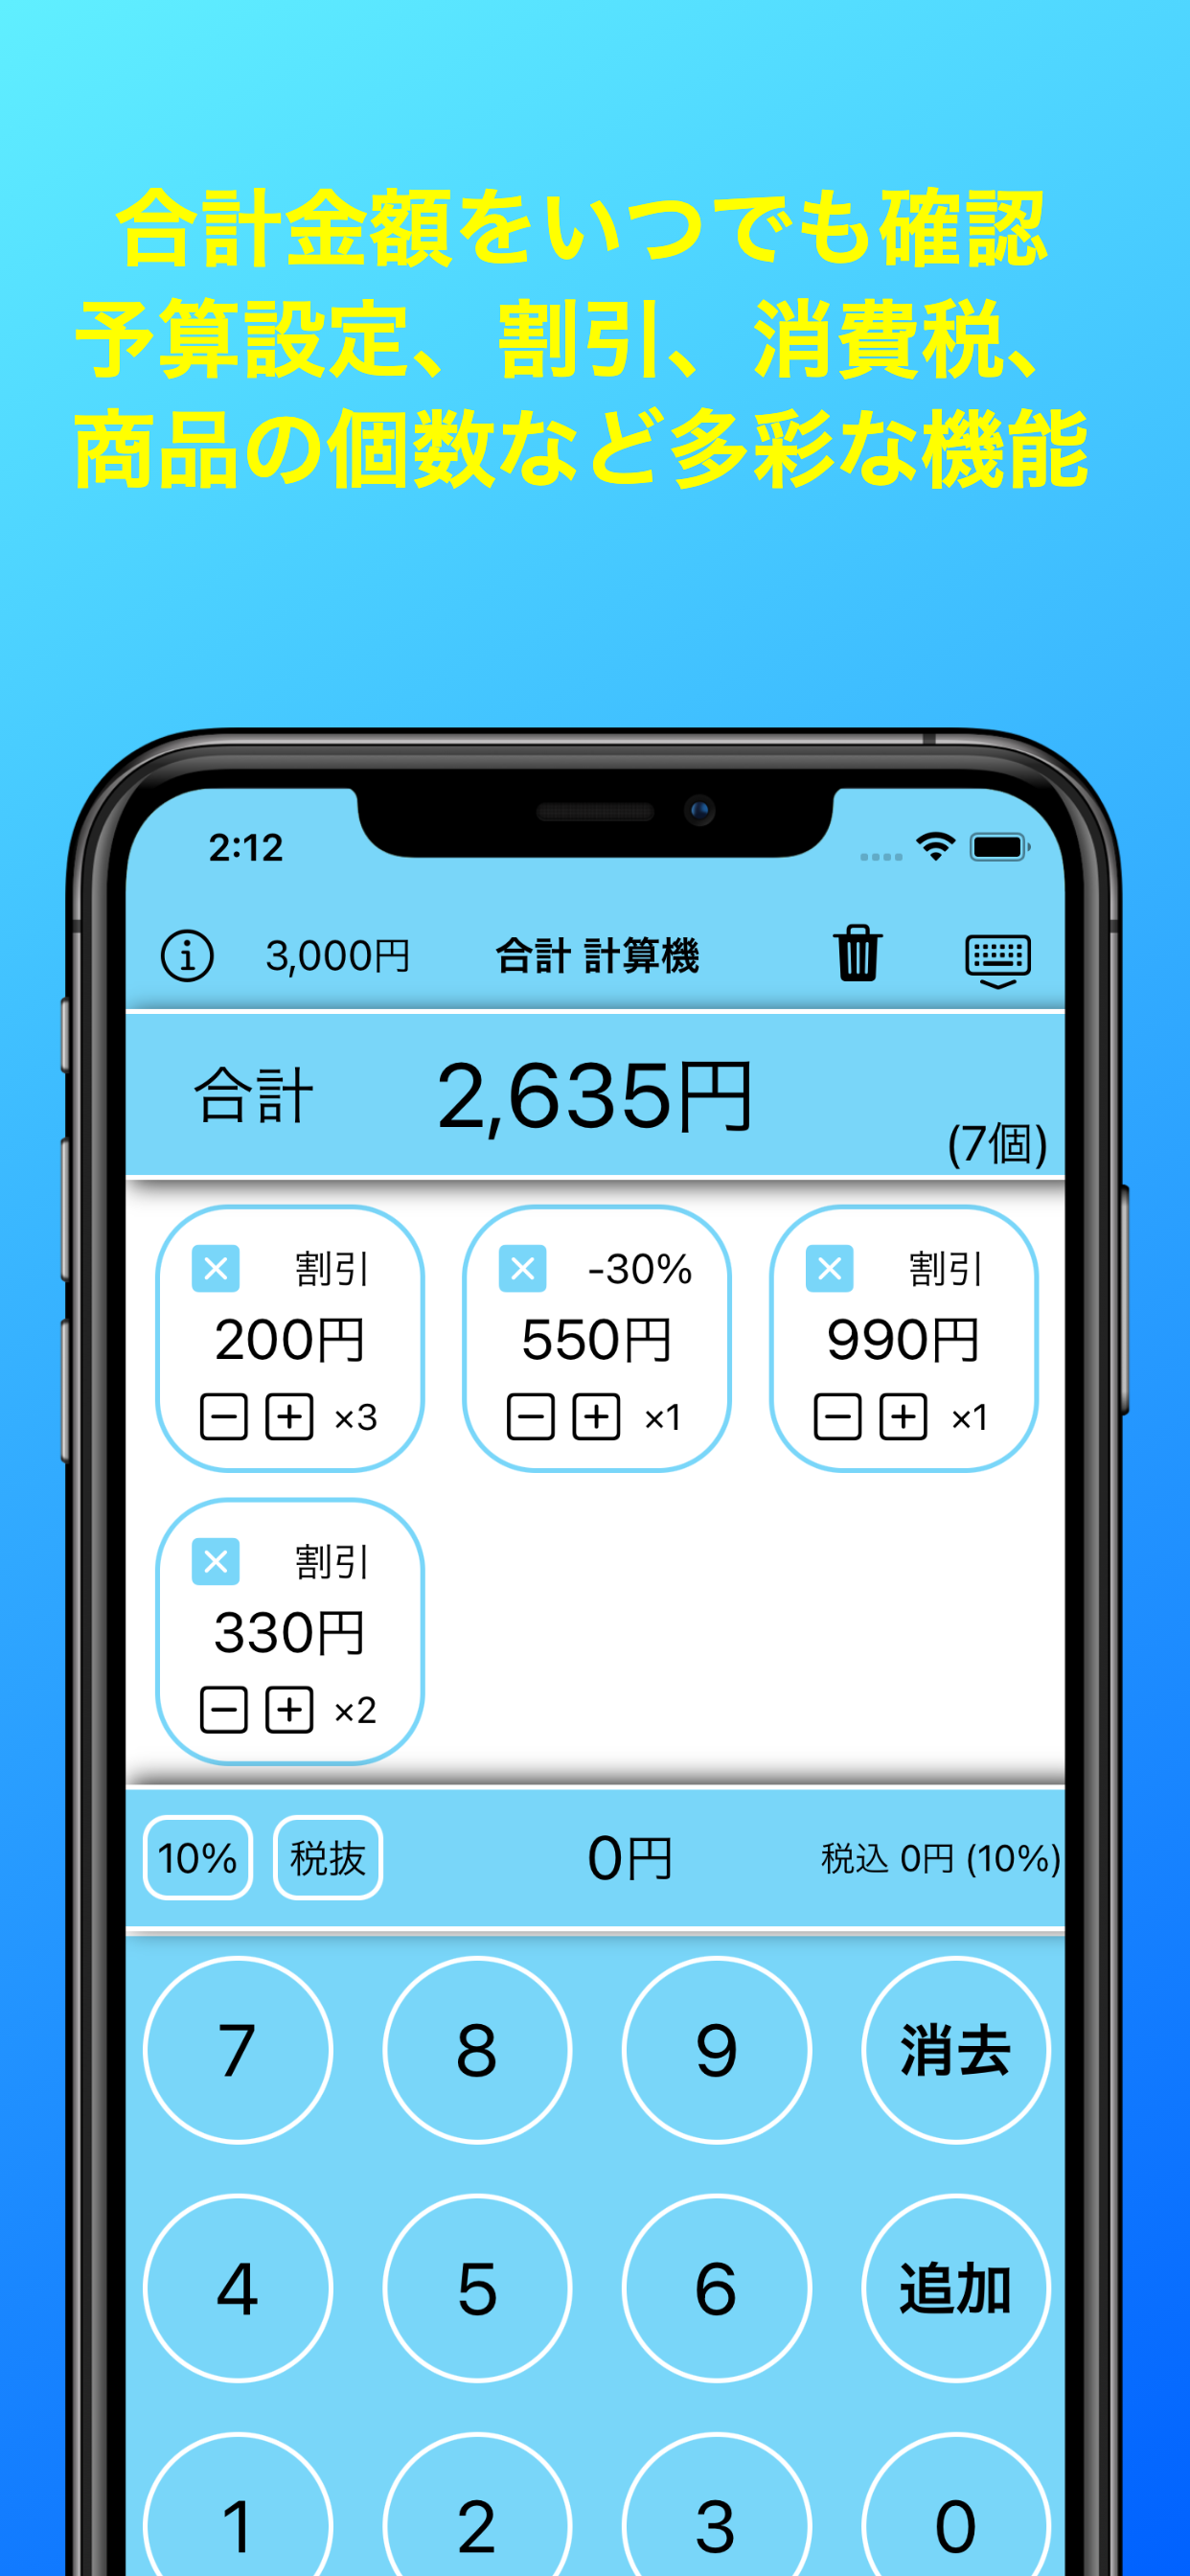 合計金額をいつでも確認
予算設定、割引、消費税、
商品の個数など多彩な機能
2:12
3,000円 合計 計算機
合計 2,635円 (7個)
割引 -30% 割引
200円 550円 990円
×3 ×1 ×1
割引
330円
×2
10% 税抜 0円 税込 0円 (10%)
7 8 9 消去
4 5 6 追加
1 2 3 0